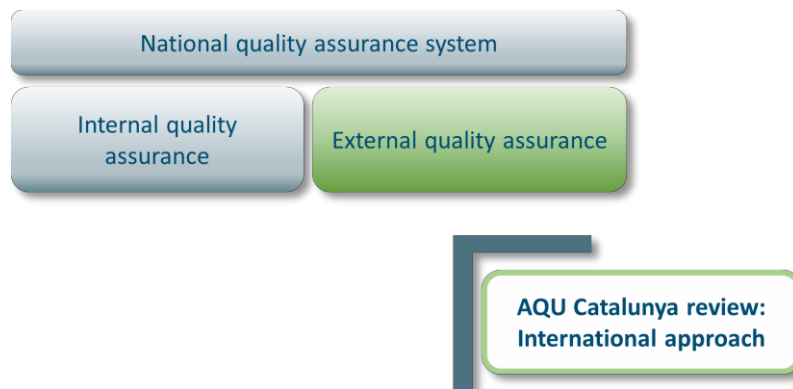 National quality assurance system
Internal quality
assurance
External quality assurance
AQU Catalunya review:
International approach